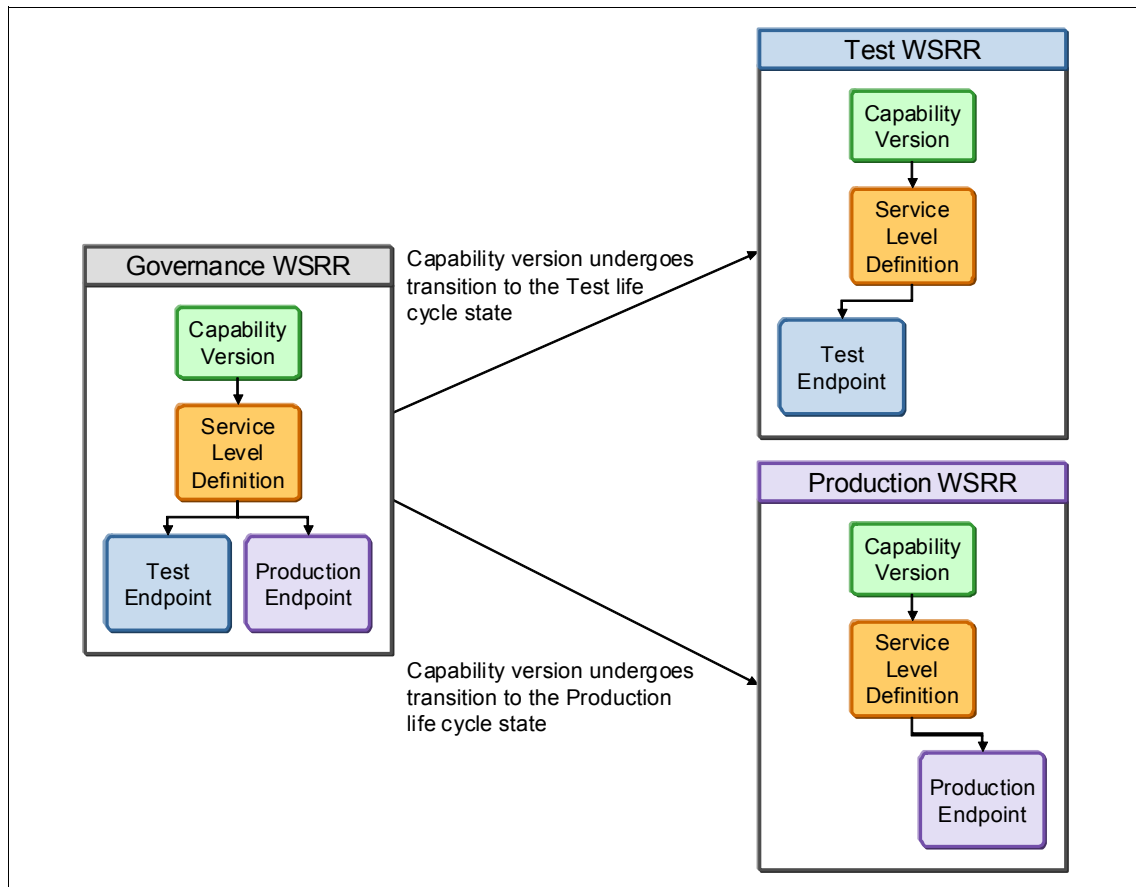 Governance WSRR
Capability
Version
Service
Level
Definition
Test
Endpoint
Production
Endpoint
Capability version undergoes
transition to the Test life
cycle state
Capability version undergoes
transition to the Production
life cycle state
Test WSRR
Capability
Version
Service
Level
Definition
Test
Endpoint
Production WSRR
Capability
Version
Service
Level
Definition
Production
Endpoint